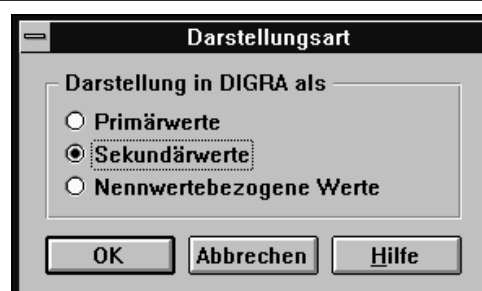 Darstellungsart
Darstellung in DIGRA als
Primärwerte
Sekundärwerte
Nennwertebezogene Werte
OK Abbrechen Hilfe